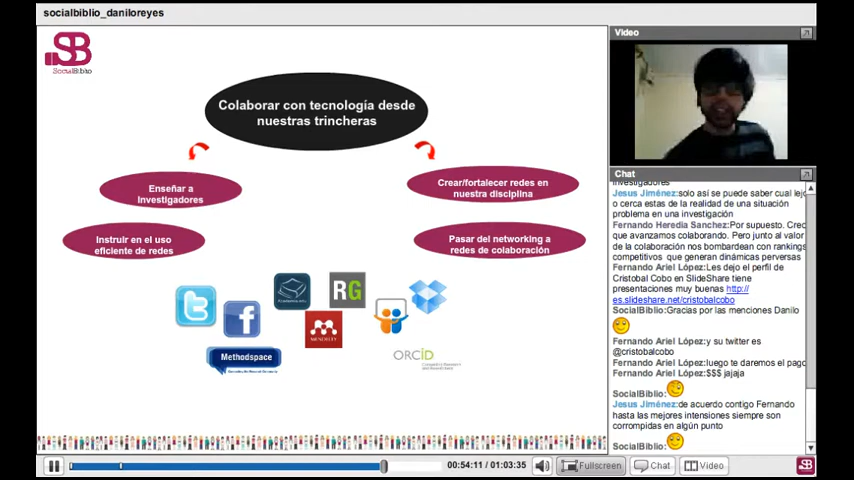 socialbiblio_daniloreyes
SB
SocialBiblio
Colaborar con tecnología desde
nuestras trincheras
Enseñar a
Investigadores
Crear/fortalecer redes en
nuestra disciplina
Instruir en el uso
eficiente de redes
Pasar del networking a
redes de colaboración
Academia.edu
RG
MENDELEY
Methodspace
ORCID
Video
Chat
investigadores
Jesus Jiménez:solo así se puede saber cual lej
o cerca estas de la realidad de una situación
problema en una investigación
Fernando Heredia Sanchez:Por supuesto. Creo
que avanzamos colaborando. Pero junto al valor
de la colaboración nos bombardean con rankings
competitivos que generan dinámicas perversas
Fernando Ariel López:Les dejo el perfil de
Cristobal Cobo en SlideShare tiene
presentaciones muy buenas http://
es.slideshare.net/cristobalcobo
SocialBiblio:Gracias por las menciones Danilo
Fernando Ariel López:y su twitter es
@cristobalcobo
Fernando Ariel López:luego te daremos el pago
Fernando Ariel López:$$$ jajaja
SocialBiblio:
Jesus Jiménez:de acuerdo contigo Fernando
hasta las mejores intensiones siempre son
corrompidas en algún punto
SocialBiblio:
00:54:11 / 01:03:35
Fullscreen
Chat
Video
SB